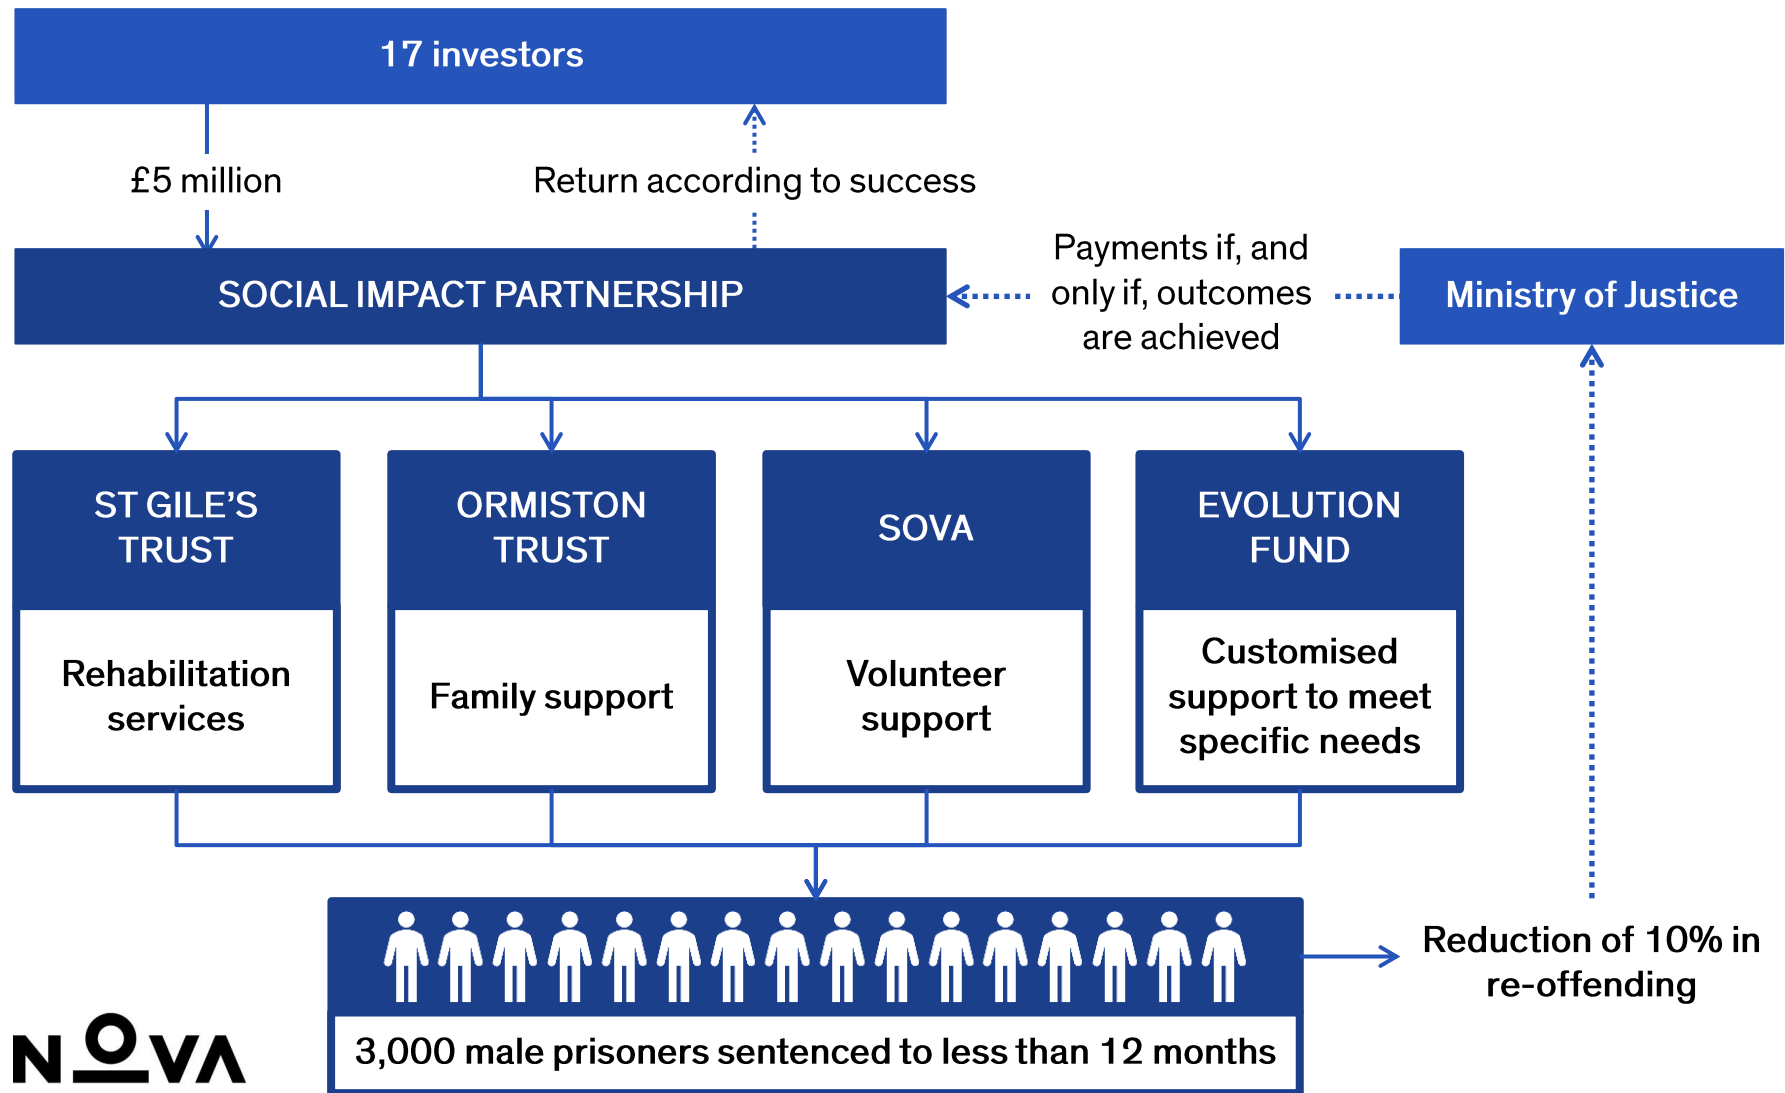 17 investors
£5 million
Return according to success
SOCIAL IMPACT PARTNERSHIP
Payments if, and
only if, outcomes
are achieved
Ministry of Justice
ST GILE’S
TRUST
Rehabilitation
services
ORMISTON
TRUST
Family support
SOVA
Volunteer
support
EVOLUTION
FUND
Customised
support to meet
specific needs
Reduction of 10% in
re-offending
3,000 male prisoners sentenced to less than 12 months
NOVA